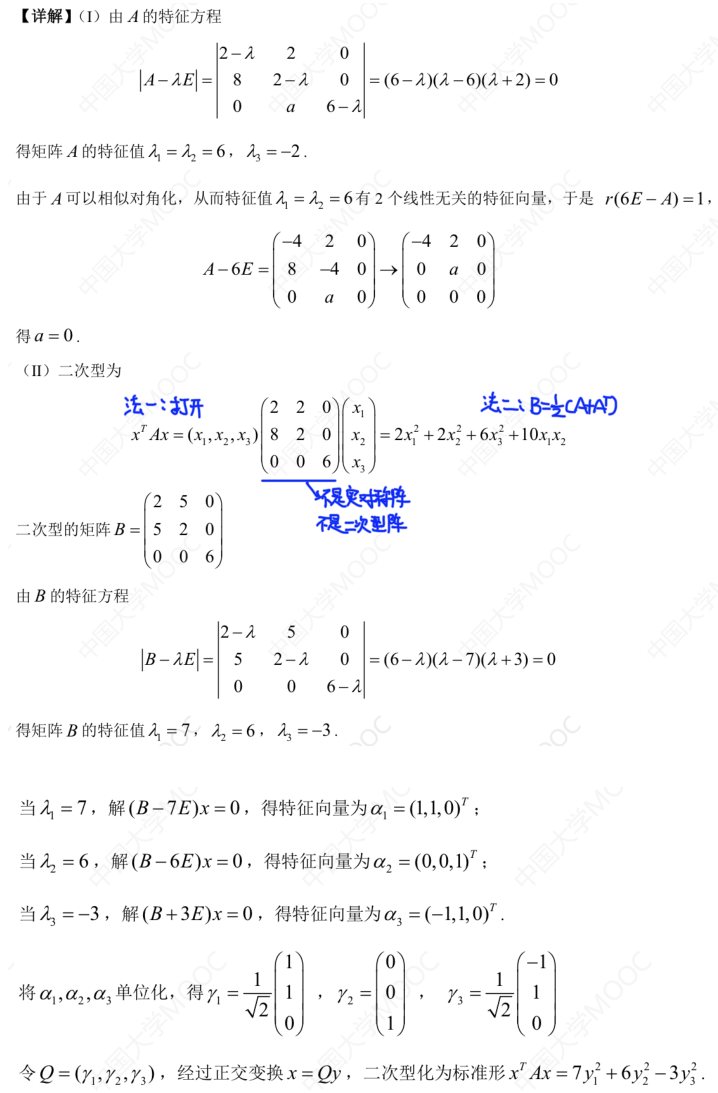 【详解】（I）由 A 的特征方程
|A−λE| = |2−λ 2 0; 8 2−λ 0; 0 a 6−λ| = (6−λ)(λ−6)(λ+2) = 0
得矩阵 A 的特征值 λ₁ = λ₂ = 6，λ₃ = −2．
由于 A 可以相似对角化，从而特征值 λ₁ = λ₂ = 6 有 2 个线性无关的特征向量，于是 r(6E − A) = 1，
A − 6E = (−4 2 0; 8 −4 0; 0 a 0) → (−4 2 0; 0 a 0; 0 0 0)
得 a = 0．
（II）二次型为
法一：打开
法二：B=½(A+Aᵀ)
xᵀAx = (x₁, x₂, x₃) (2 2 0; 8 2 0; 0 0 6) (x₁; x₂; x₃) = 2x₁² + 2x₂² + 6x₃² + 10x₁x₂
不是实对称阵
不是二次型阵
二次型的矩阵 B = (2 5 0; 5 2 0; 0 0 6)
由 B 的特征方程
|B−λE| = |2−λ 5 0; 5 2−λ 0; 0 0 6−λ| = (6−λ)(λ−7)(λ+3) = 0
得矩阵 B 的特征值 λ₁ = 7，λ₂ = 6，λ₃ = −3．
当 λ₁ = 7，解 (B−7E)x = 0，得特征向量为 α₁ = (1,1,0)ᵀ；
当 λ₂ = 6，解 (B−6E)x = 0，得特征向量为 α₂ = (0,0,1)ᵀ；
当 λ₃ = −3，解 (B+3E)x = 0，得特征向量为 α₃ = (−1,1,0)ᵀ．
将 α₁, α₂, α₃ 单位化，得 γ₁ = 1/√2 (1; 1; 0)，γ₂ = (0; 0; 1)，γ₃ = 1/√2 (−1; 1; 0)
令 Q = (γ₁, γ₂, γ₃)，经过正交变换 x = Qy，二次型化为标准形 xᵀAx = 7y₁² + 6y₂² − 3y₃²．
中国大学MOOC